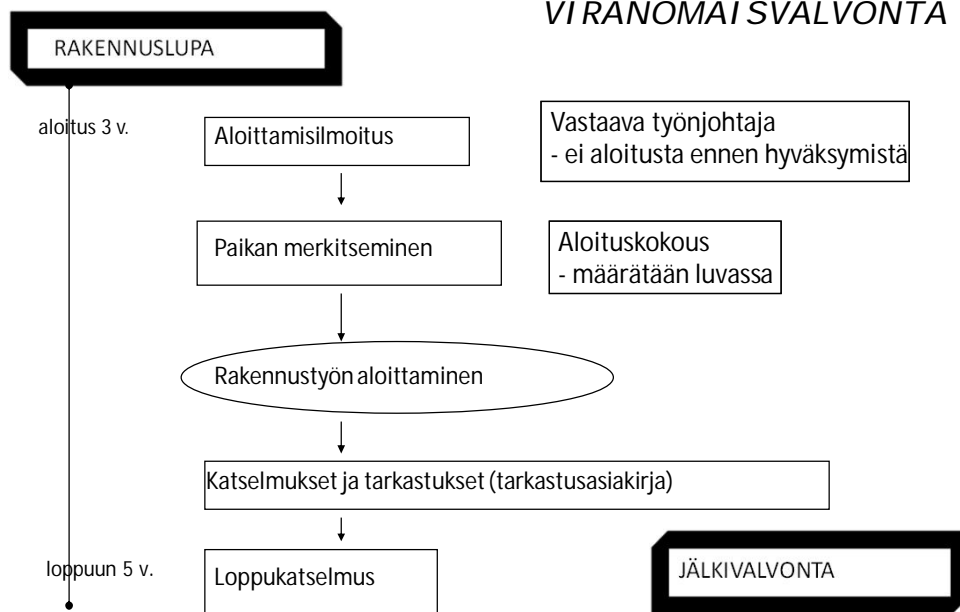 VIRANOMAISVALVONTA
RAKENNUSLUPA
aloitus 3 v.
Aloittamisilmoitus
Vastaava työnjohtaja
- ei aloitusta ennen hyväksymistä
Paikan merkitseminen
Aloituskokous
- määrätään luvassa
Rakennustyön aloittaminen
Katselmukset ja tarkastukset (tarkastusasiakirja)
loppuun 5 v.
Loppukatselmus
JÄLKIVALVONTA